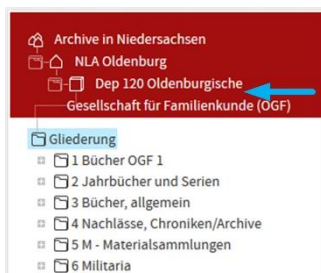 Archive in Niedersachsen
NLA Oldenburg
Dep 120 Oldenburgische
Gesellschaft für Familienkunde (OGF)
Gliederung
1 Bücher OGF 1
2 Jahrbücher und Serien
3 Bücher, allgemein
4 Nachlässe, Chroniken/Archive
5 M - Materialsammlungen
6 Militaria